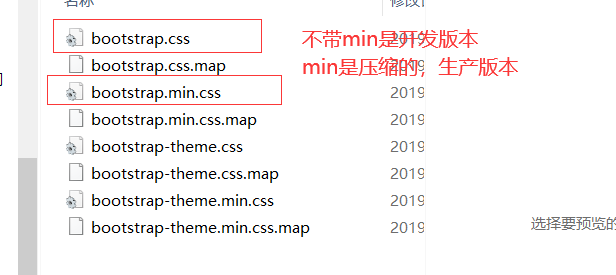 名称
bootstrap.css
不带min是开发版本
bootstrap.css.map
min是压缩的，生产版本
bootstrap.min.css
2019
bootstrap.min.css.map
2019
bootstrap-theme.css
2019
bootstrap-theme.css.map
2019
bootstrap-theme.min.css
2019
选择要预览的
bootstrap-theme.min.css.map
2019